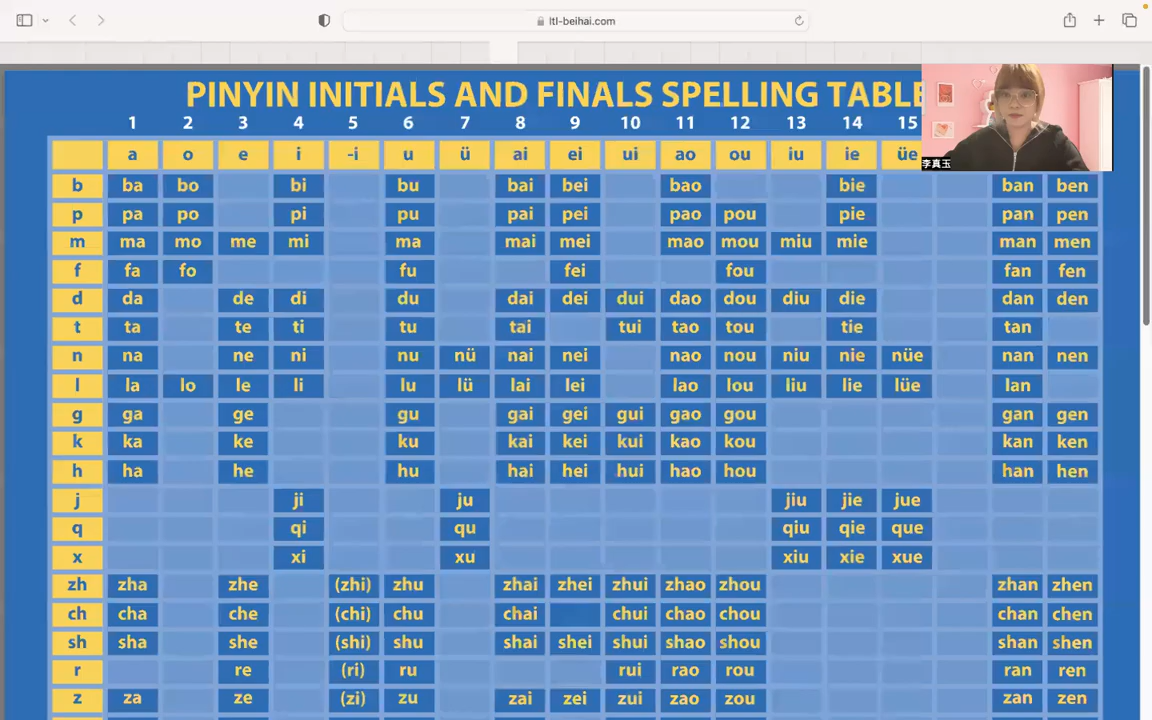 ltl-beihai.com
PINYIN INITIALS AND FINALS SPELLING TABLE
1 2 3 4 5 6 7 8 9 10 11 12 13 14 15
a o e i -i u ü ai ei ui ao ou iu ie üe
李真玉
b ba bo bi bu bai bei bao bie ban ben
p pa po pi pu pai pei pao pou pie pan pen
m ma mo me mi ma mai mei mao mou miu mie man men
f fa fo fu fei fou fan fen
d da de di du dai dei dui dao dou diu die dan den
t ta te ti tu tai tui tao tou tie tan
n na ne ni nu nü nai nei nao nou niu nie nüe nan nen
l la lo le li lu lü lai lei lao lou liu lie lüe lan
g ga ge gu gai gei gui gao gou gan gen
k ka ke ku kai kei kui kao kou kan ken
h ha he hu hai hei hui hao hou han hen
j ji ju jiu jie jue
q qi qu qiu qie que
x xi xu xiu xie xue
zh zha zhe (zhi) zhu zhai zhei zhui zhao zhou zhan zhen
ch cha che (chi) chu chai chui chao chou chan chen
sh sha she (shi) shu shai shei shui shao shou shan shen
r re (ri) ru rui rao rou ran ren
z za ze (zi) zu zai zei zui zao zou zan zen